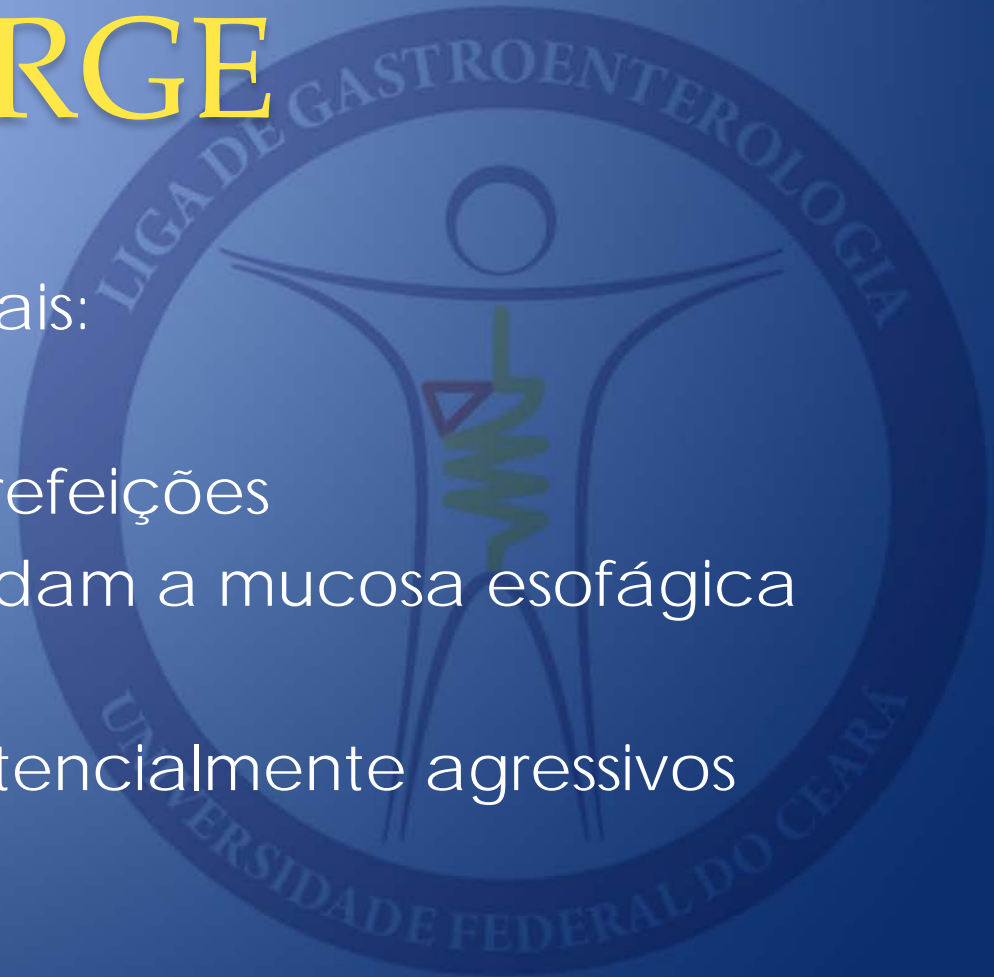 RGE
LIGA DE GASTROENTEROLOGIA
ais:
refeições
dam a mucosa esofágica
tencialmente agressivos
UNIVERSIDADE FEDERAL DO CEARÁ